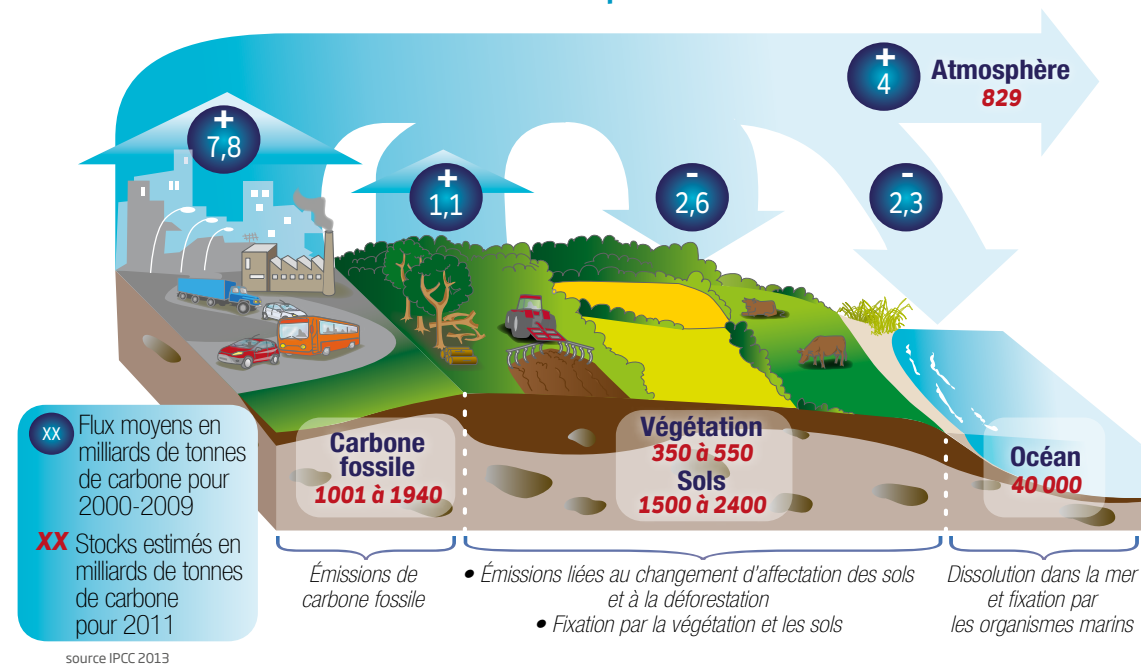 +
4
Atmosphère
829
+
7,8
+
1,1
-
2,6
-
2,3
XX Flux moyens en
milliards de tonnes
de carbone pour
2000-2009
XX Stocks estimés en
milliards de tonnes
de carbone
pour 2011
Carbone
fossile
1001 à 1940
Végétation
350 à 550
Sols
1500 à 2400
Océan
40 000
Émissions de
carbone fossile
• Émissions liées au changement d'affectation des sols
et à la déforestation
• Fixation par la végétation et les sols
Dissolution dans la mer
et fixation par
les organismes marins
source IPCC 2013